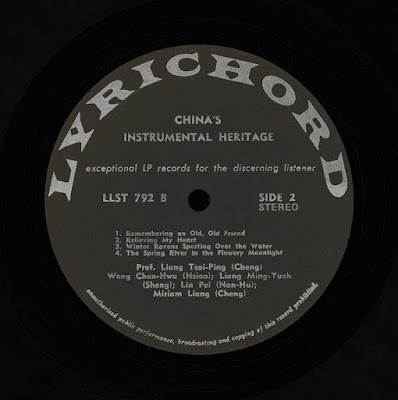 LYRICHORD
CHINA'S
INSTRUMENTAL HERITAGE
exceptional LP records for the discerning listener
LLST 792 B
SIDE 2
STEREO
1. Remembering an Old, Old Friend
2. Relieving My Heart
3. Winter Ravens Sporting Over the Water
4. The Spring River in the Flowery Moonlight
Prof. Liang Tsai-Ping (Cheng)
Wang Chan-Hwa (Hsiao); Liang Ming-Yueh
(Sheng); Lin Pei (Nan-Hu);
Miriam Liang (Cheng)
unauthorized public performance, broadcasting and copying of this record prohibited.